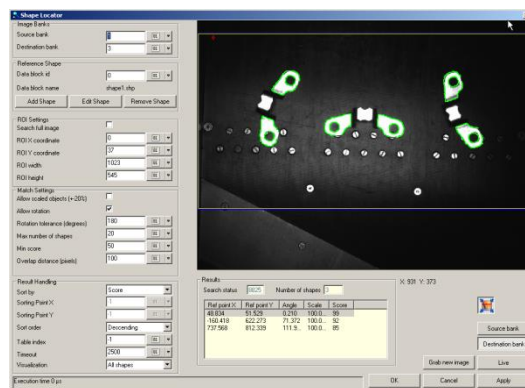 Shape Locator
Image Banks
Source bank
Destination bank 3
Reference Shape
Data block id 0
Data block name shape1.shp
Add Shape Edit Shape Remove Shape
ROI Settings
Search full image
ROI X coordinate 0
ROI Y coordinate 37
ROI width 1023
ROI height 545
Match Settings
Allow scaled objects (+-20%)
Allow rotation
Rotation tolerance (degrees) 180
Max number of shapes 20
Min score 50
Overlap distance (pixels) 100
Result Handling
Sort by Score
Sorting Point X -1
Sorting Point Y -1
Sort order Descending
Table index -1
Timeout 2500
Visualization All shapes
Execution time 0 µs
Results
Search status Number of shapes 3
Ref point X Ref point Y Angle Scale Score
48.834 51.529 0.210 100.0... 99
-160.418 622.273 71.372 100.0... 92
737.568 812.339 111.9... 100.0... 85
X: 931 Y: 373
Source bank
Destination bank
Grab new image Live
OK Cancel Apply